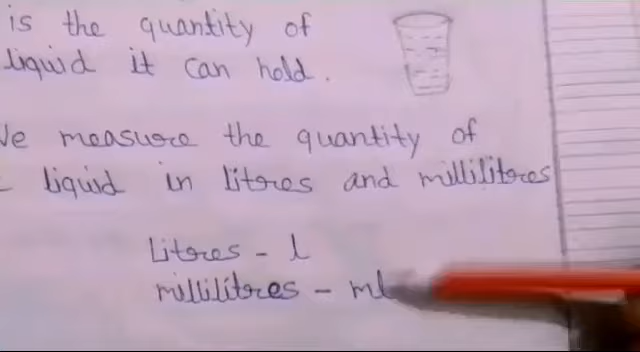 is the quantity of
liquid it can hold.
We measure the quantity of
liquid in litres and millilitres
Litres - l
millilitres - ml